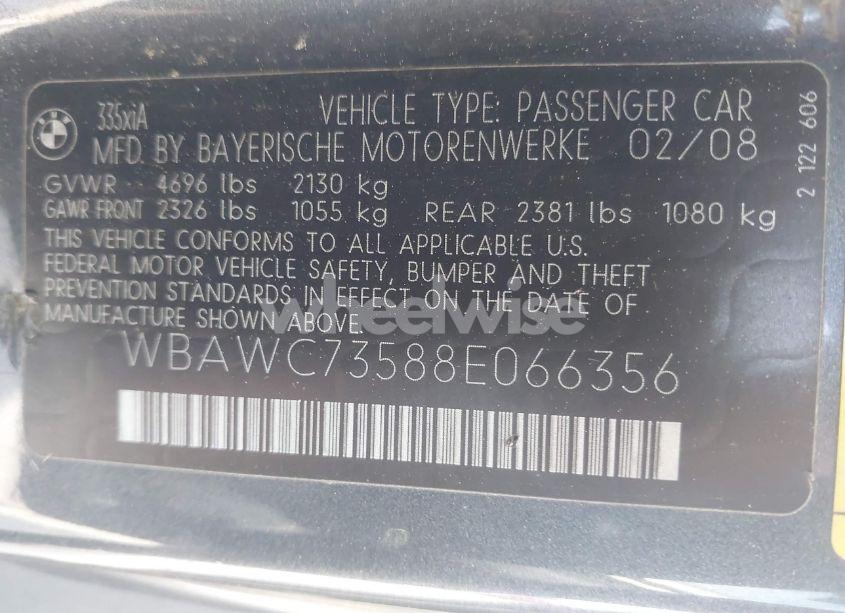 335xiA
VEHICLE TYPE: PASSENGER CAR
MFD. BY BAYERISCHE MOTORENWERKE 02/08
GVWR 4696 lbs 2130 kg
GAWR FRONT 2326 lbs 1055 kg REAR 2381 lbs 1080 kg
THIS VEHICLE CONFORMS TO ALL APPLICABLE U.S.
FEDERAL MOTOR VEHICLE SAFETY, BUMPER AND THEFT
PREVENTION STANDARDS IN EFFECT ON THE DATE OF
MANUFACTURE SHOWN ABOVE.
WBAWC73588E066356
2 122 606
wheelwise
wheelwise